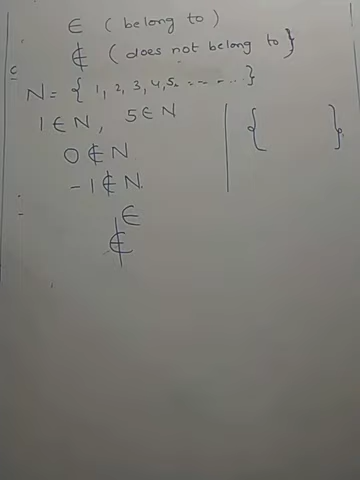 ∈ (belong to)
∉ (does not belong to}
N = { 1, 2, 3, 4, 5, - - - - - }
1 ∈ N, 5 ∈ N
{ }
0 ∉ N
-1 ∉ N
∈
∉